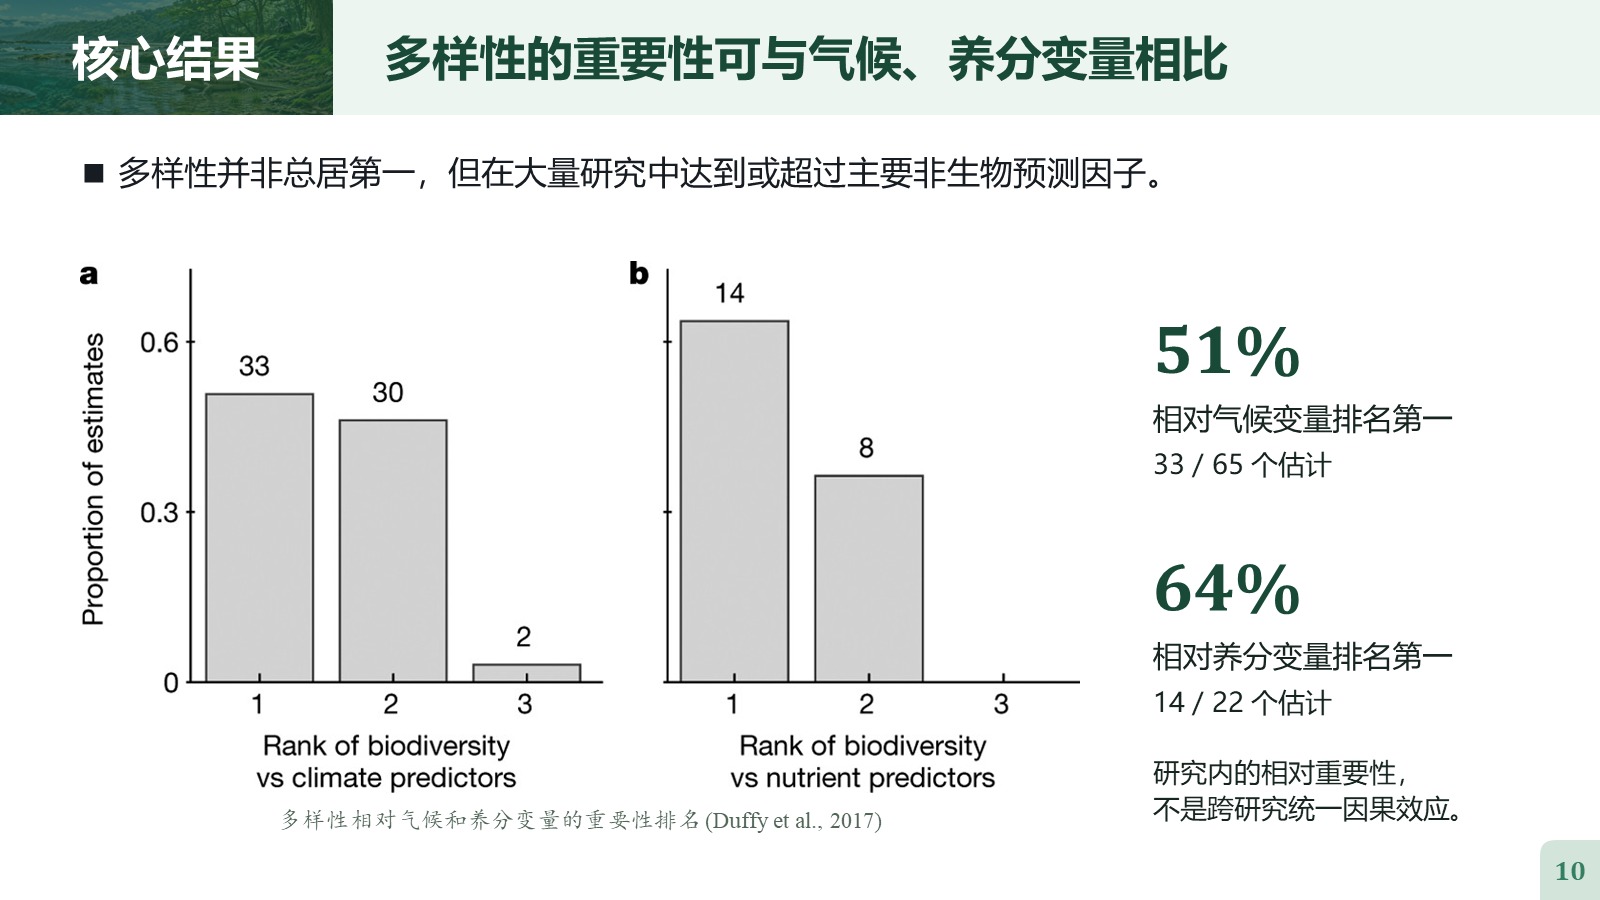 核心结果
多样性的重要性可与气候、养分变量相比
■ 多样性并非总居第一，但在大量研究中达到或超过主要非生物预测因子。
a
Proportion of estimates
0.6
0.3
0
33
30
2
1
2
3
Rank of biodiversity
vs climate predictors
b
14
8
1
2
3
Rank of biodiversity
vs nutrient predictors
多样性相对气候和养分变量的重要性排名(Duffy et al., 2017)
51%
相对气候变量排名第一
33 / 65 个估计
64%
相对养分变量排名第一
14 / 22 个估计
研究内的相对重要性，
不是跨研究统一因果效应。
10